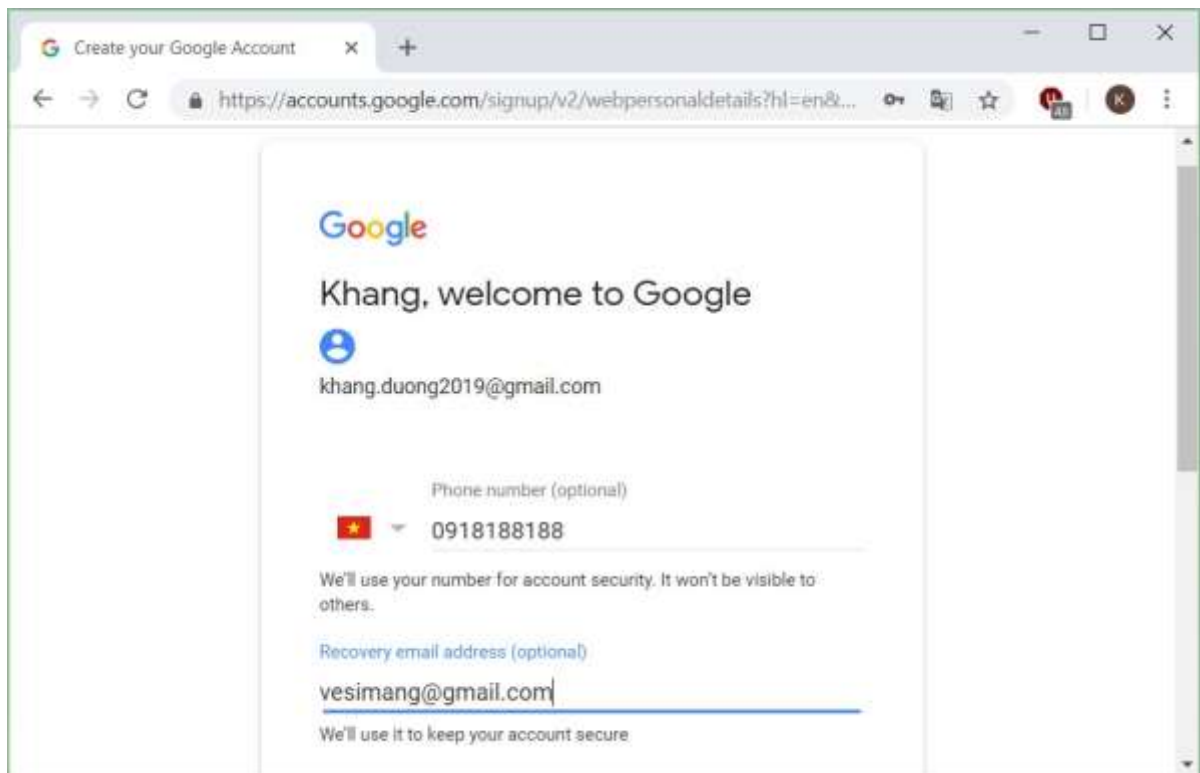 Create your Google Account
https://accounts.google.com/signup/v2/webpersonaldetails?hl=en&...
K
Google
Khang, welcome to Google
khang.duong2019@gmail.com
Phone number (optional)
0918188188
We'll use your number for account security. It won't be visible to
others.
Recovery email address (optional)
vesimang@gmail.com
We'll use it to keep your account secure